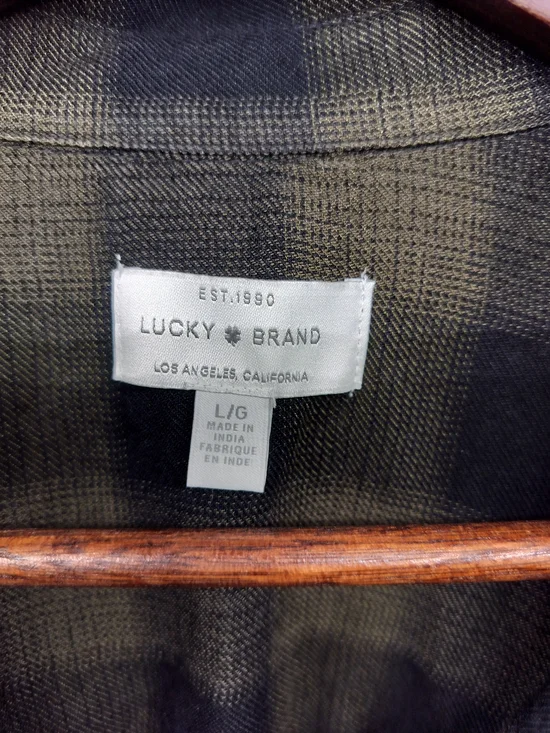 EST.1990
LUCKY BRAND
LOS ANGELES, CALIFORNIA
L/G
MADE IN
INDIA
FABRIQUE
EN INDE